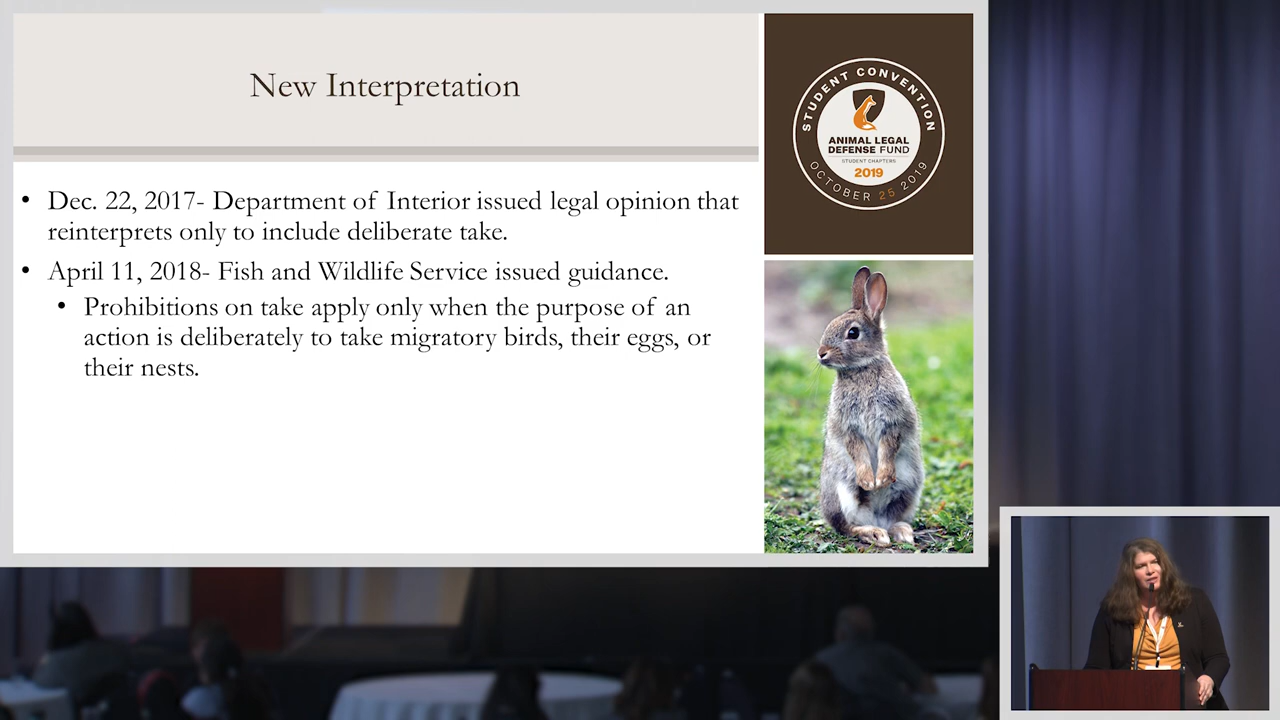 New Interpretation
• Dec. 22, 2017- Department of Interior issued legal opinion that
reinterprets only to include deliberate take.
• April 11, 2018- Fish and Wildlife Service issued guidance.
• Prohibitions on take apply only when the purpose of an
action is deliberately to take migratory birds, their eggs, or
their nests.
STUDENT CONVENTION
ANIMAL LEGAL
DEFENSE FUND
STUDENT CHAPTERS
2019
OCTOBER 25 2019